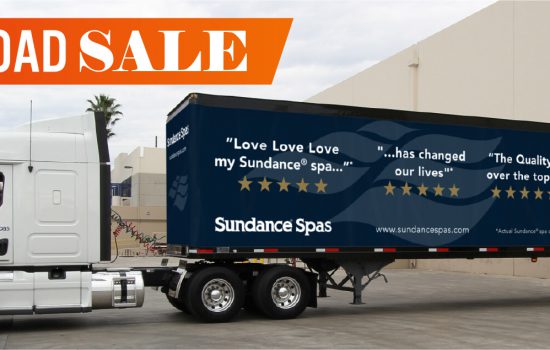 OAD SALE
Sundance Spas
"Love Love Love
my Sundance® spa..."*
★★★★★
"...has changed
our lives"*
★★★★★
"The Quality
over the top
Sundance® Spas
www.sundancespas.com
*Actual Sundance® spa